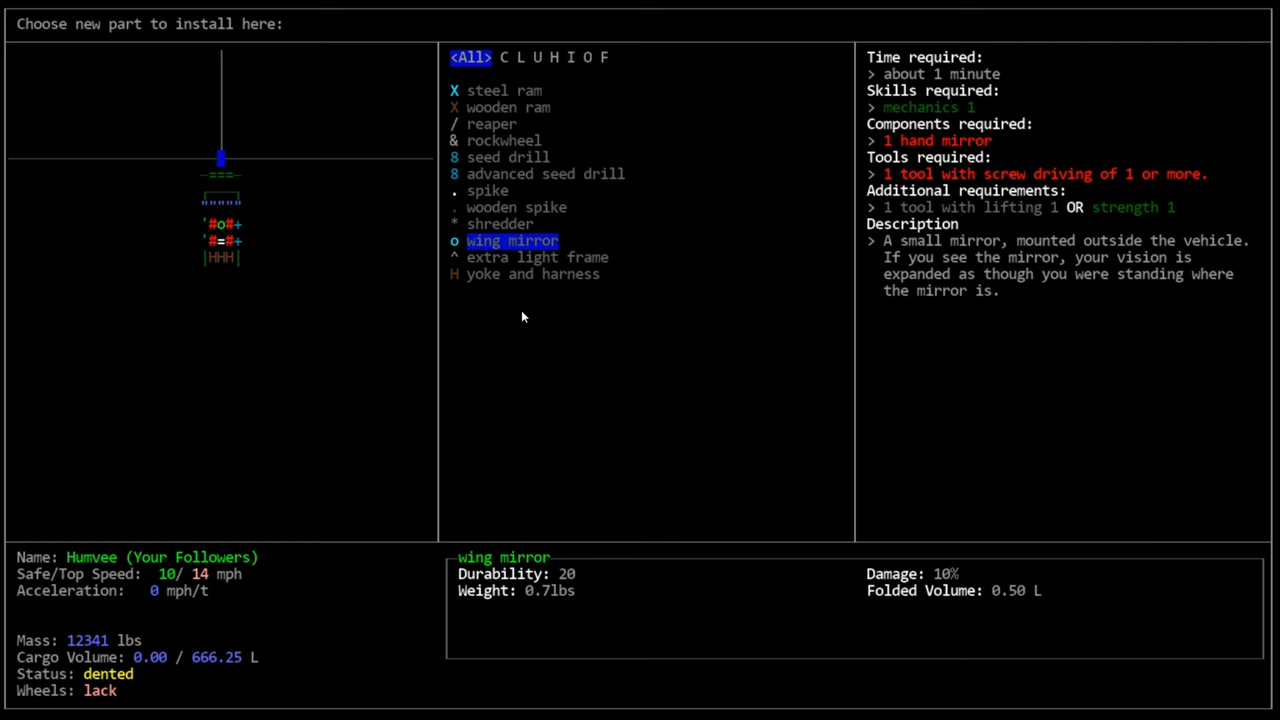 Choose new part to install here:
<All> C L U H I O F
X steel ram
X wooden ram
/ reaper
& rockwheel
8 seed drill
8 advanced seed drill
. spike
. wooden spike
* shredder
o wing mirror
^ extra light frame
H yoke and harness
-===-
"""""
'#o#+
'#=#+
|HHH|
Time required:
> about 1 minute
Skills required:
> mechanics 1
Components required:
> 1 hand mirror
Tools required:
> 1 tool with screw driving of 1 or more.
Additional requirements:
> 1 tool with lifting 1 OR strength 1
Description
> A small mirror, mounted outside the vehicle.
If you see the mirror, your vision is
expanded as though you were standing where
the mirror is.
Name: Humvee (Your Followers)
Safe/Top Speed: 10/ 14 mph
Acceleration: 0 mph/t
Mass: 12341 lbs
Cargo Volume: 0.00 / 666.25 L
Status: dented
Wheels: lack
wing mirror
Durability: 20
Weight: 0.7lbs
Damage: 10%
Folded Volume: 0.50 L